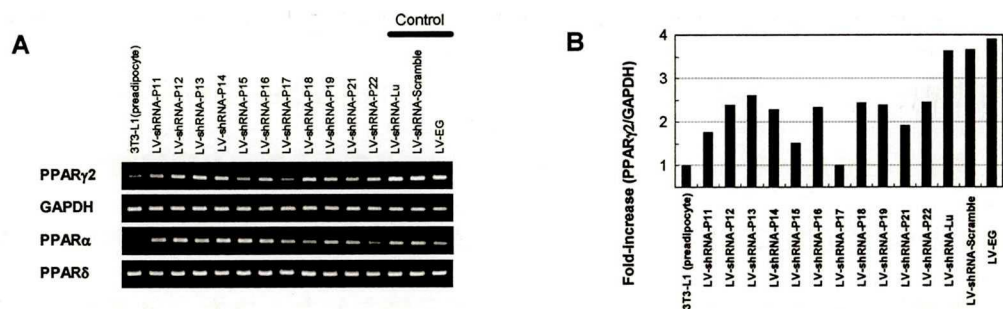 A
Control
3T3-L1(preadipocyte)
LV-shRNA-P11
LV-shRNA-P12
LV-shRNA-P13
LV-shRNA-P14
LV-shRNA-P15
LV-shRNA-P16
LV-shRNA-P17
LV-shRNA-P18
LV-shRNA-P19
LV-shRNA-P21
LV-shRNA-P22
LV-shRNA-Lu
LV-shRNA-Scramble
LV-EG
PPARγ2
GAPDH
PPARα
PPARδ
B
Fold-Increase (PPARγ2/GAPDH)
4
3
2
1
3T3-L1 (preadipocyte)
LV-shRNA-P11
LV-shRNA-P12
LV-shRNA-P13
LV-shRNA-P14
LV-shRNA-P15
LV-shRNA-P16
LV-shRNA-P17
LV-shRNA-P18
LV-shRNA-P19
LV-shRNA-P21
LV-shRNA-P22
LV-shRNA-Lu
LV-shRNA-Scramble
LV-EG